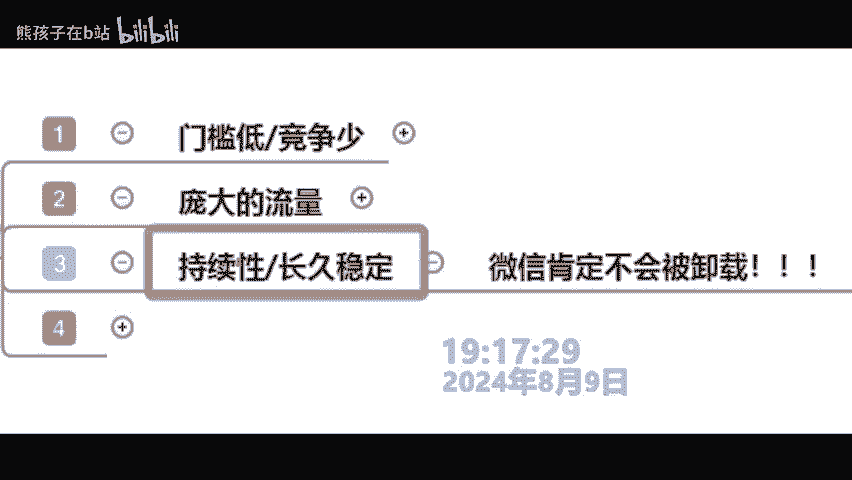 熊孩子在b站 bilibili
1 门槛低/竞争少
2 庞大的流量
3 持续性/长久稳定 微信肯定不会被卸载！！！
4
19:17:29
2024年8月9日